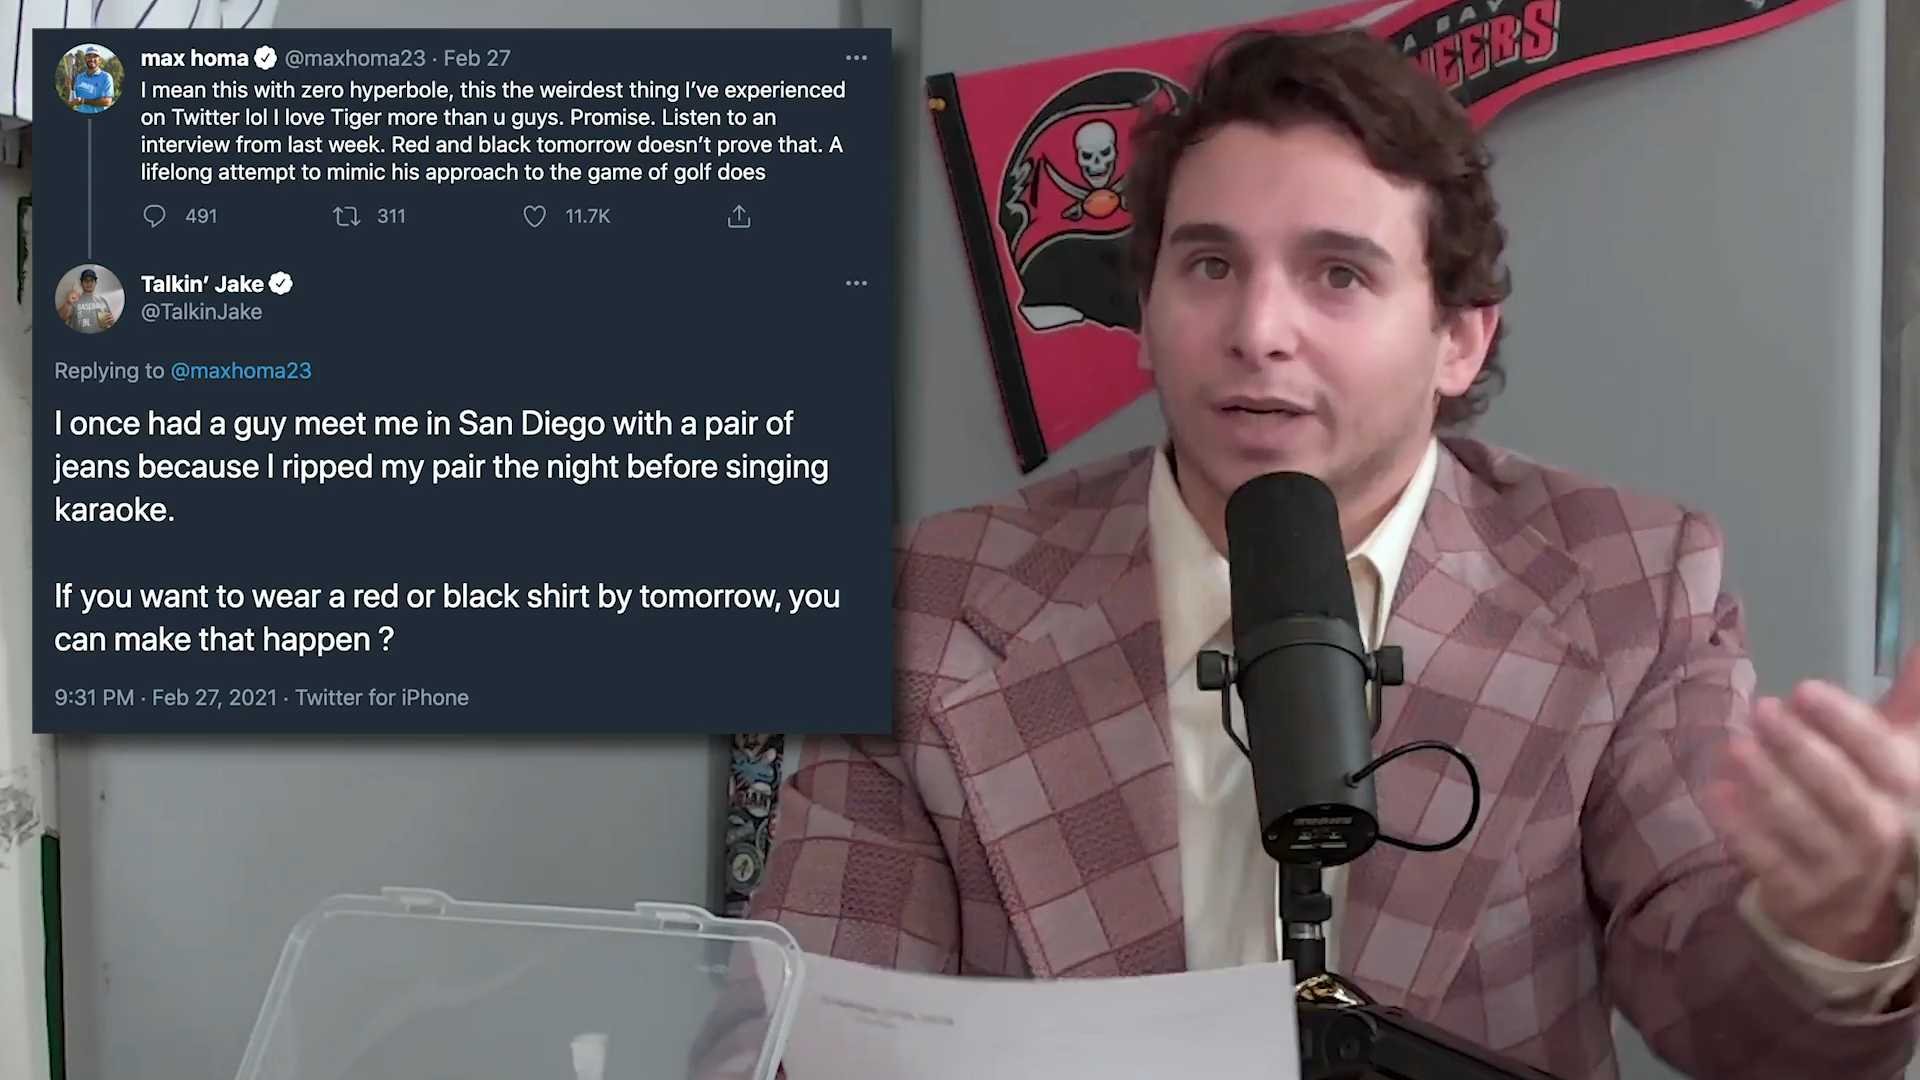 max homa @maxhoma23 · Feb 27
I mean this with zero hyperbole, this the weirdest thing I've experienced
on Twitter lol I love Tiger more than u guys. Promise. Listen to an
interview from last week. Red and black tomorrow doesn't prove that. A
lifelong attempt to mimic his approach to the game of golf does
491 311 11.7K
Talkin' Jake
@TalkinJake
Replying to @maxhoma23
I once had a guy meet me in San Diego with a pair of
jeans because I ripped my pair the night before singing
karaoke.
If you want to wear a red or black shirt by tomorrow, you
can make that happen ?
9:31 PM · Feb 27, 2021 · Twitter for iPhone
A BAY
EERS